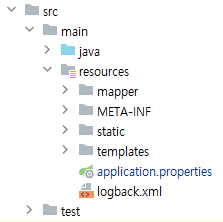 src
main
java
resources
mapper
META-INF
static
templates
application.properties
logback.xml
test